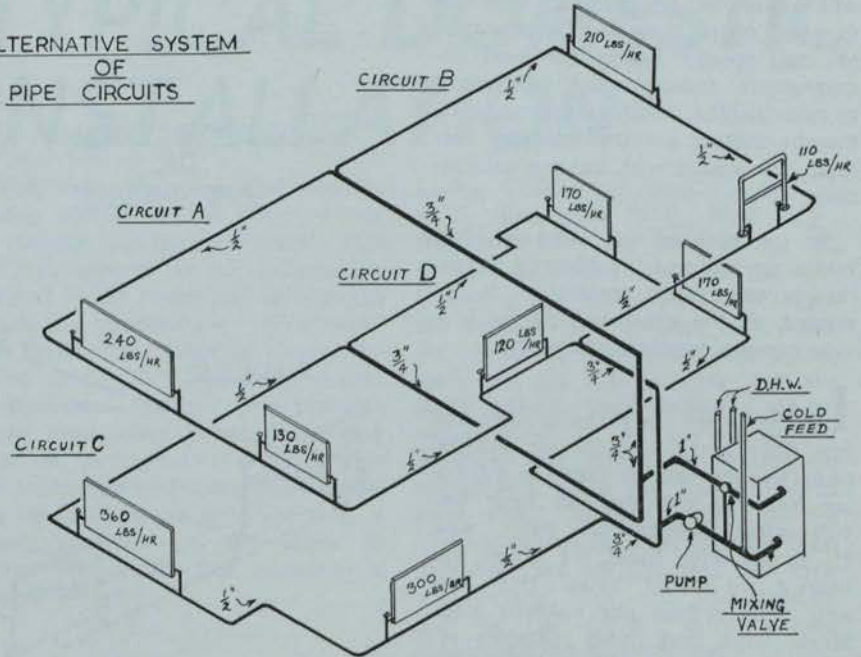 LTERNATIVE SYSTEM
OF
PIPE CIRCUITS
CIRCUIT B
1/2"
210 LBS/HR
1/2"
110
LBS/HR
CIRCUIT A
1/2"
3/4"
170
LBS/HR
CIRCUIT D
1/2"
1/2"
170
LBS/HR
240
LBS/HR
1/2"
3/4"
120 LBS
/HR
3/4"
1/2"
D.H.W.
COLD
FEED
CIRCUIT C
130
LBS/HR
1/2"
3/4"
1"
360
LBS/HR
1/2"
300
LBS/HR
1/2"
3/4"
1"
PUMP
MIXING
VALVE